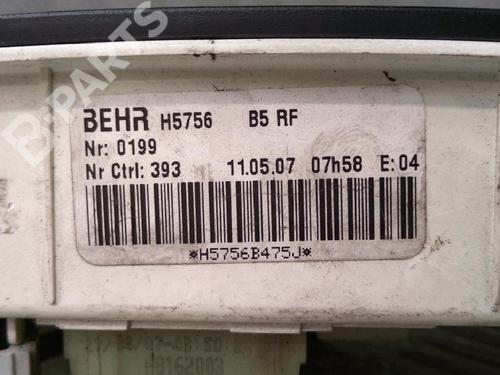 BEHR H5756 B5 RF
Nr: 0199
Nr Ctrl: 393 11.05.07 07h58 E: 04
*H5756B475J*
B-PARTS